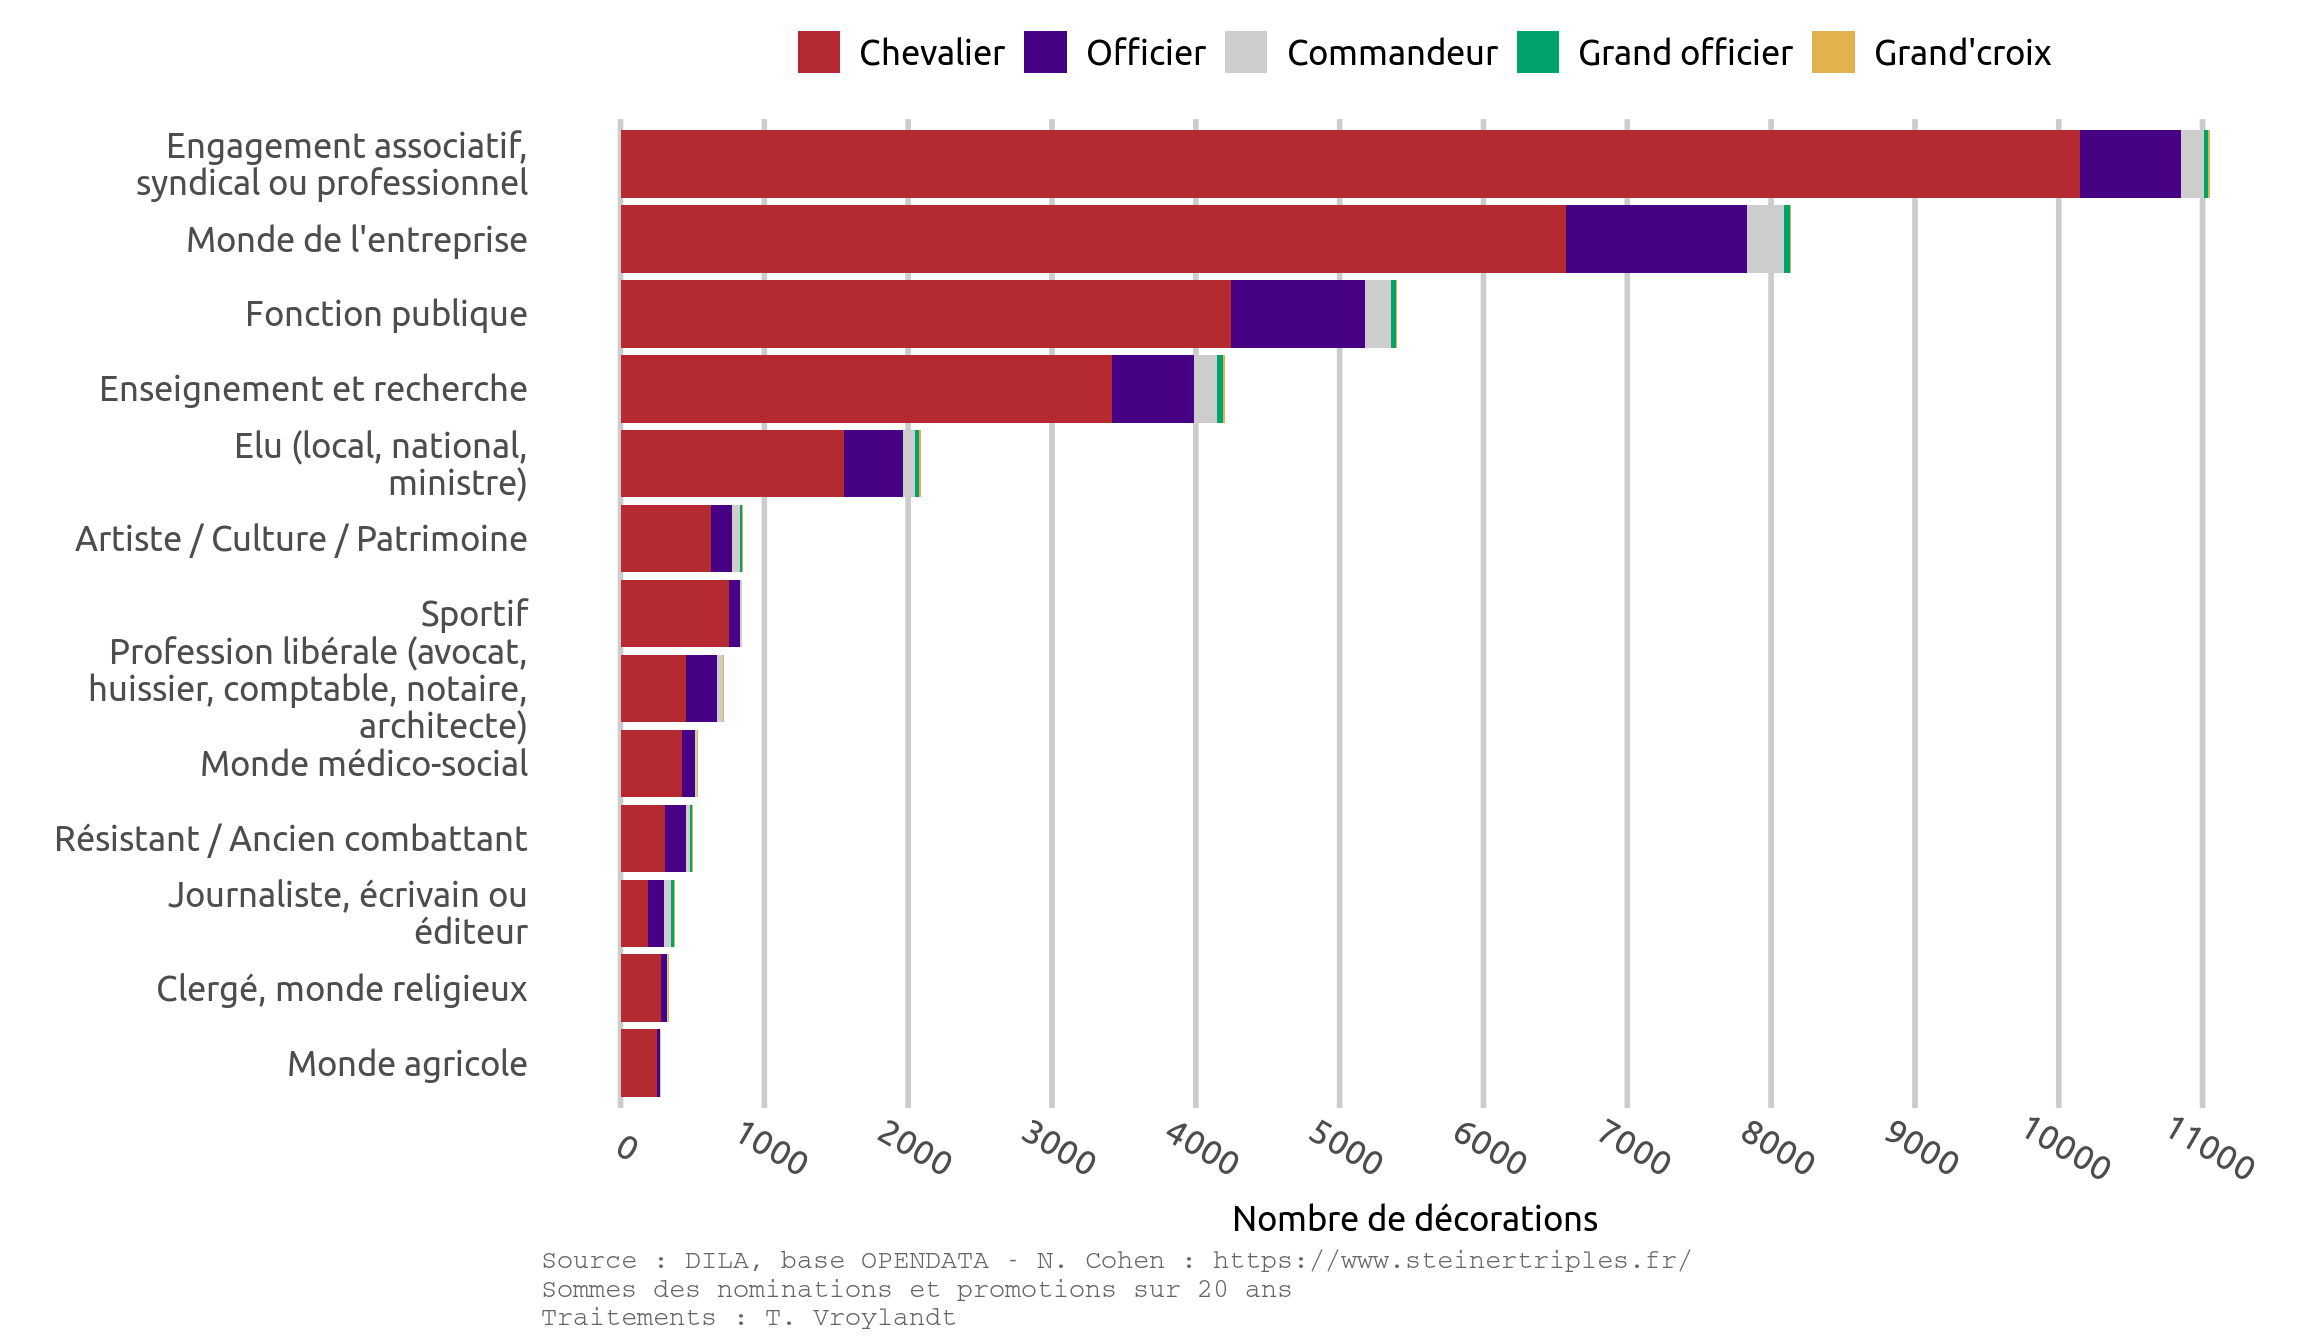 Chevalier Officier Commandeur Grand officier Grand'croix
Engagement associatif,
syndical ou professionnel
Monde de l'entreprise
Fonction publique
Enseignement et recherche
Elu (local, national,
ministre)
Artiste / Culture / Patrimoine
Sportif
Profession libérale (avocat,
huissier, comptable, notaire,
architecte)
Monde médico-social
Résistant / Ancien combattant
Journaliste, écrivain ou
éditeur
Clergé, monde religieux
Monde agricole
0 1000 2000 3000 4000 5000 6000 7000 8000 9000 10000 11000
Nombre de décorations
Source : DILA, base OPENDATA - N. Cohen : https://www.steinertriples.fr/
Sommes des nominations et promotions sur 20 ans
Traitements : T. Vroylandt